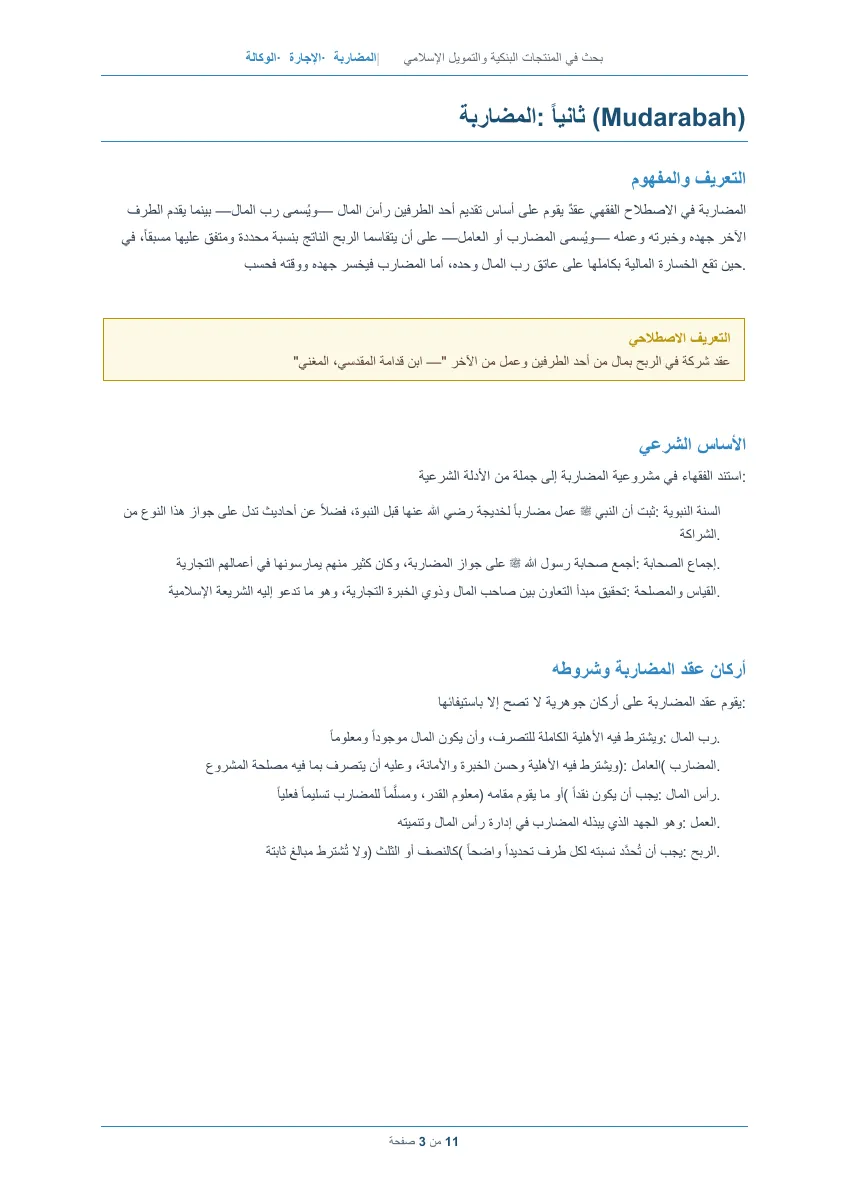 بحث في المنتجات البنكية والتمويل الإسلامي | المضاربة · الإجارة · الوكالة
ثانياً: المضاربة (Mudarabah)
التعريف والمفهوم
المضاربة في الاصطلاح الفقهي عقدٌ يقوم على أساس تقديم أحد الطرفين رأسَ المال —ويُسمى رب المال— بينما يقدم الطرف
الآخر جهده وخبرته وعمله —ويُسمى المضارب أو العامل— على أن يتقاسما الربح الناتج بنسبة محددة ومتفق عليها مسبقاً، في
حين تقع الخسارة المالية بكاملها على عاتق رب المال وحده، أما المضارب فيخسر جهده ووقته فحسب.
التعريف الاصطلاحي
عقد شركة في الربح بمال من أحد الطرفين وعمل من الآخر "— ابن قدامة المقدسي، المغني"
الأساس الشرعي
استند الفقهاء في مشروعية المضاربة إلى جملة من الأدلة الشرعية:
السنة النبوية: ثبت أن النبي ﷺ عمل مضارباً لخديجة رضي الله عنها قبل النبوة، فضلاً عن أحاديث تدل على جواز هذا النوع من
الشراكة.
إجماع الصحابة: أجمع صحابة رسول الله ﷺ على جواز المضاربة، وكان كثير منهم يمارسونها في أعمالهم التجارية.
القياس والمصلحة: تحقيق مبدأ التعاون بين صاحب المال وذوي الخبرة التجارية، وهو ما تدعو إليه الشريعة الإسلامية.
أركان عقد المضاربة وشروطه
يقوم عقد المضاربة على أركان جوهرية لا تصح إلا باستيفائها:
رب المال: ويشترط فيه الأهلية الكاملة للتصرف، وأن يكون المال موجوداً ومعلوماً.
المضارب (العامل): ويشترط فيه الأهلية وحسن الخبرة والأمانة، وعليه أن يتصرف بما فيه مصلحة المشروع.
رأس المال: يجب أن يكون نقداً (أو ما يقوم مقامه) معلوم القدر، ومسلَّماً للمضارب تسليماً فعلياً.
العمل: وهو الجهد الذي يبذله المضارب في إدارة رأس المال وتنميته.
الربح: يجب أن تُحدَّد نسبته لكل طرف تحديداً واضحاً (كالنصف أو الثلث) ولا تُشترط مبالغ ثابتة.
صفحة 3 من 11